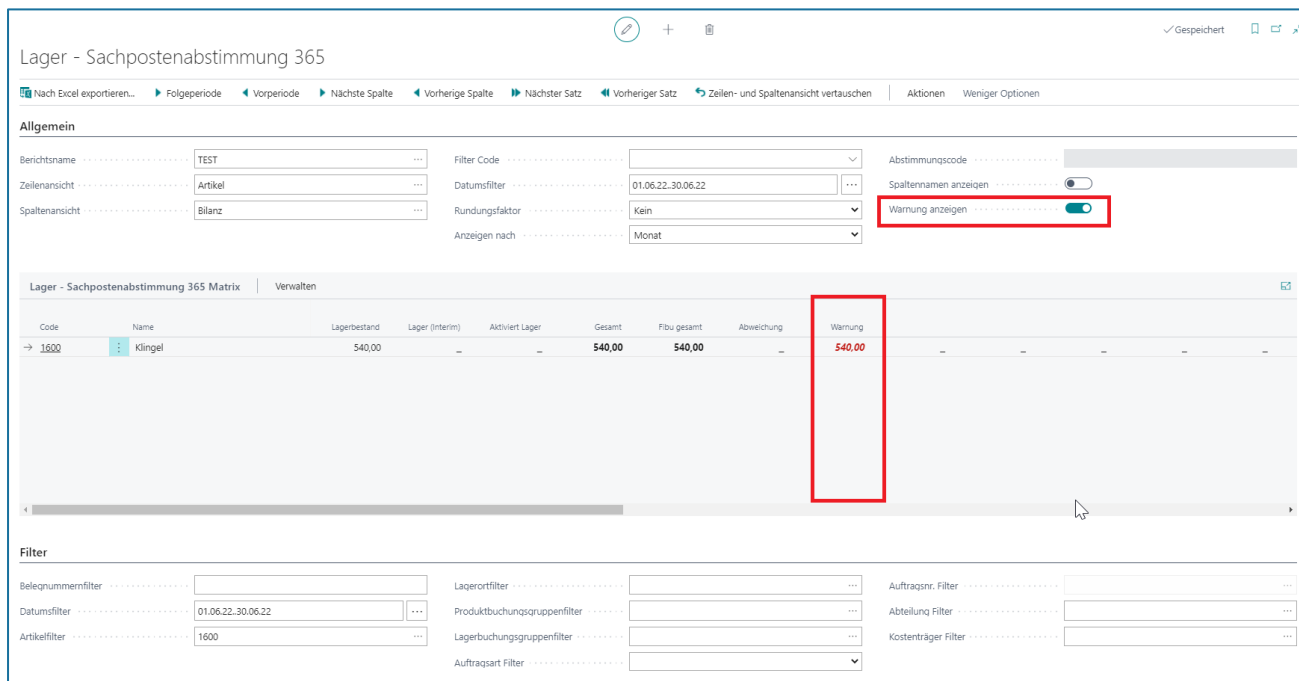 Gespeichert
Lager - Sachpostenabstimmung 365
Nach Excel exportieren... Folgeperiode Vorperiode Nächste Spalte Vorherige Spalte Nächster Satz Vorheriger Satz Zeilen- und Spaltenansicht vertauschen Aktionen Weniger Optionen
Allgemein
Berichtsname TEST Filter Code Abstimmungscode
Zeilenansicht Artikel Datumsfilter 01.06.22..30.06.22 Spaltennamen anzeigen
Spaltenansicht Bilanz Rundungsfaktor Kein Warnung anzeigen
Anzeigen nach Monat
Lager - Sachpostenabstimmung 365 Matrix Verwalten
Code Name Lagerbestand Lager (Interim) Aktiviert Lager Gesamt Fibu gesamt Abweichung Warnung
1600 Klingel 540,00 _ _ 540,00 540,00 _ 540,00 _ _ _ _ _
Filter
Belegnummernfilter Lagerortfilter Auftragsnr. Filter
Datumsfilter 01.06.22..30.06.22 Produktbuchungsgruppenfilter Abteilung Filter
Artikelfilter 1600 Lagerbuchungsgruppenfilter Kostenträger Filter
Auftragsart Filter